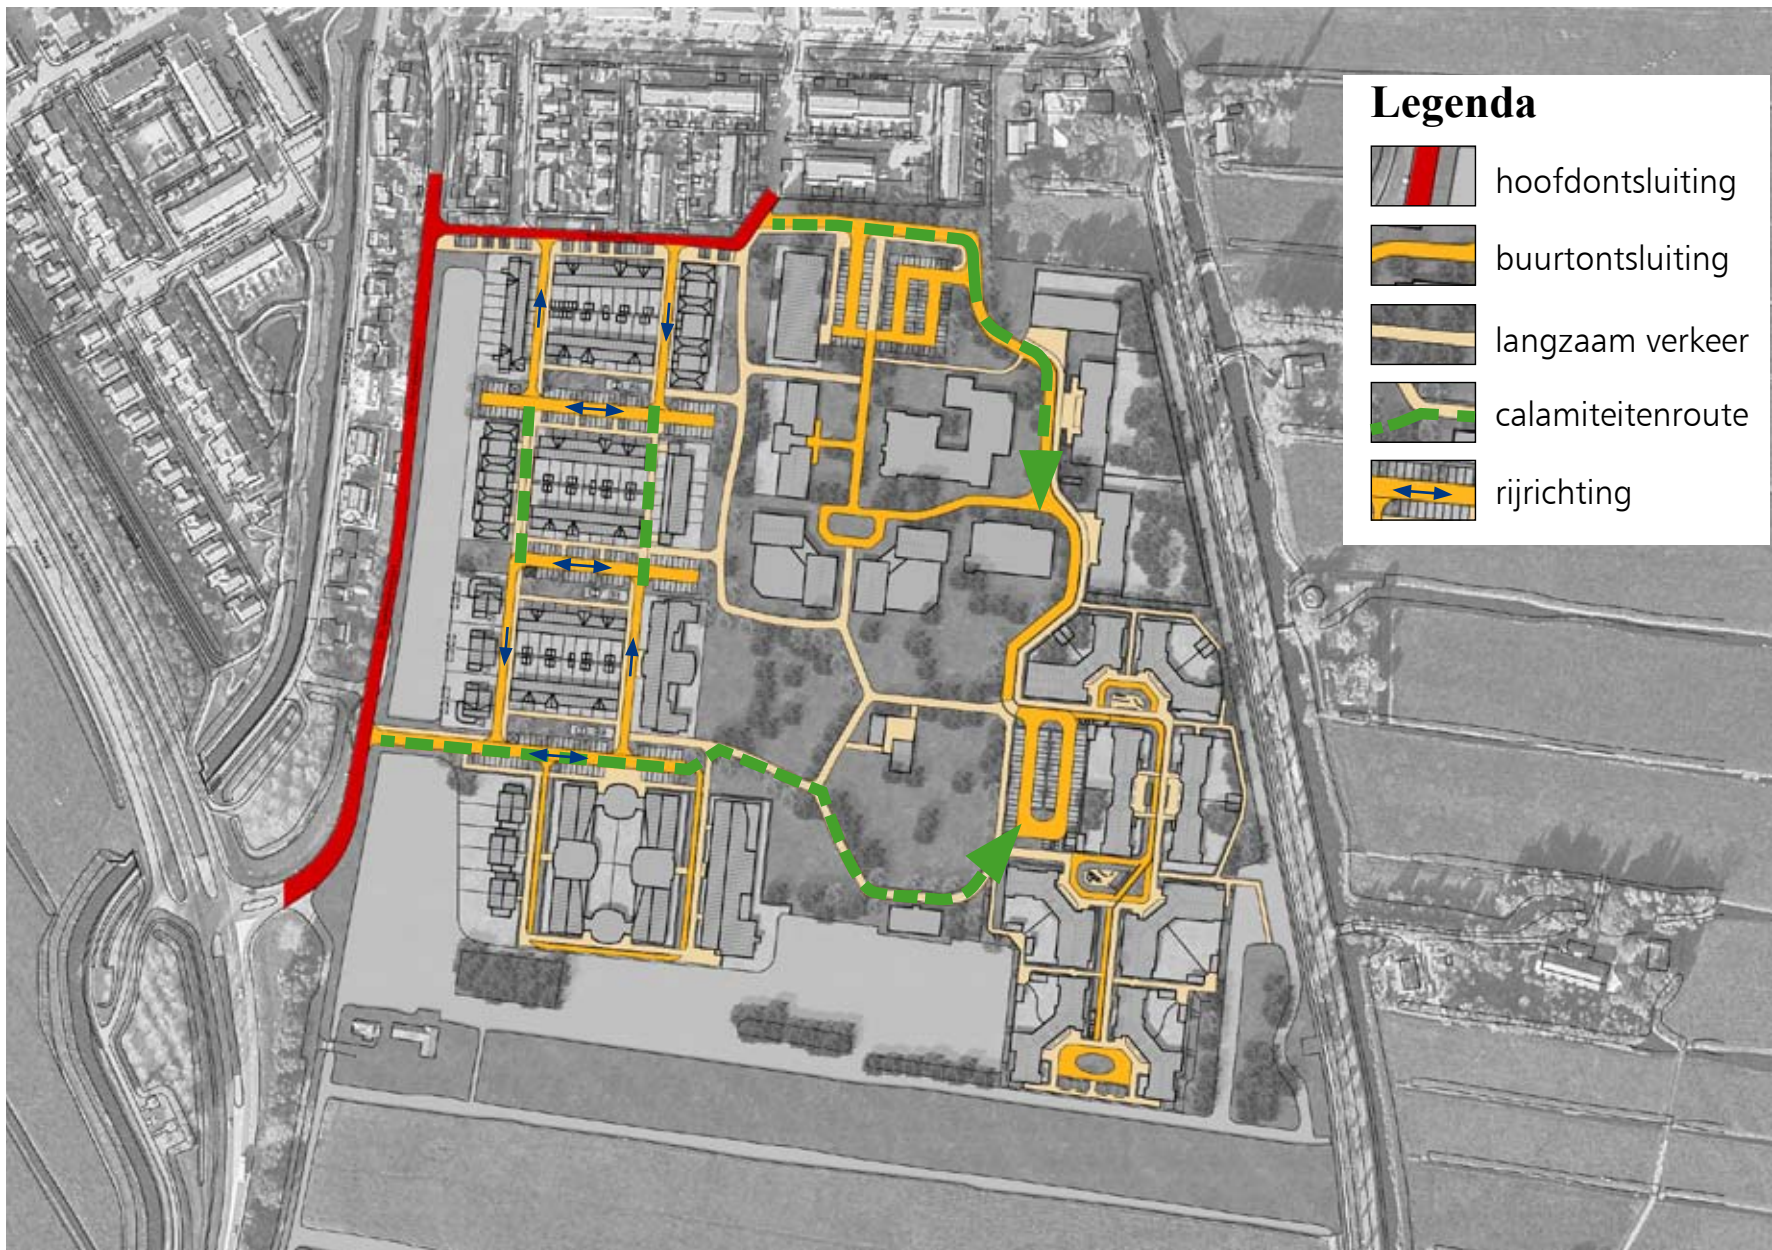 Legenda
hoofdontsluiting
buurtontsluiting
langzaam verkeer
calamiteitenroute
rijrichting